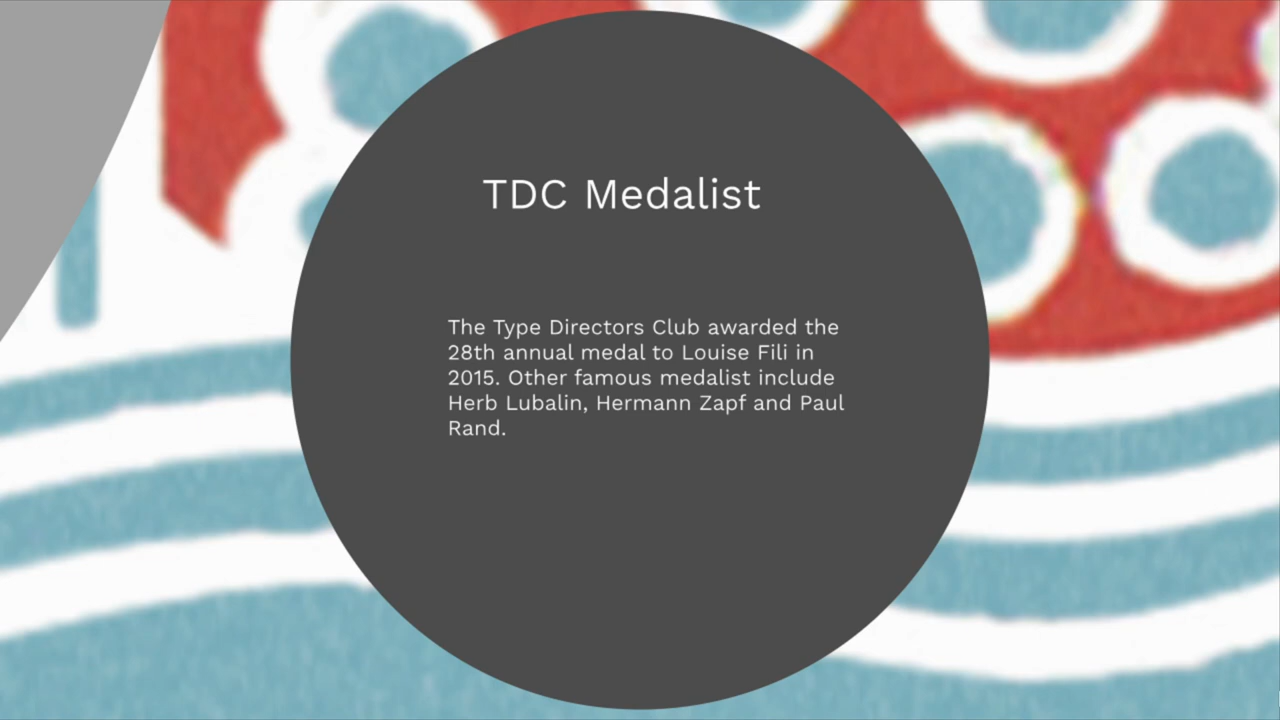 TDC Medalist
The Type Directors Club awarded the
28th annual medal to Louise Fili in
2015. Other famous medalist include
Herb Lubalin, Hermann Zapf and Paul
Rand.